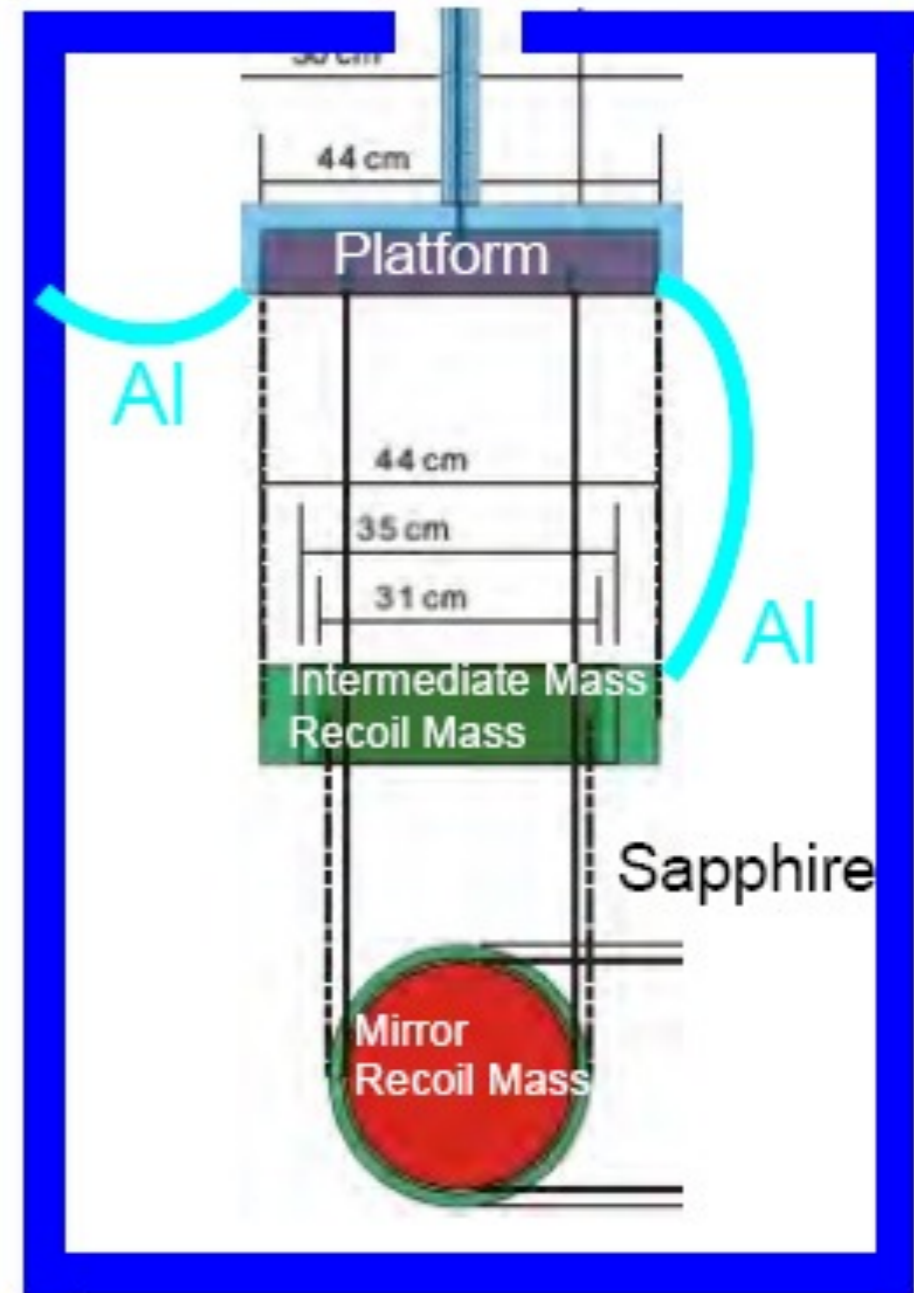 44 cm
Platform
Al
44 cm
35 cm
31 cm
Al
Intermediate Mass
Recoil Mass
Sapphire
Mirror
Recoil Mass